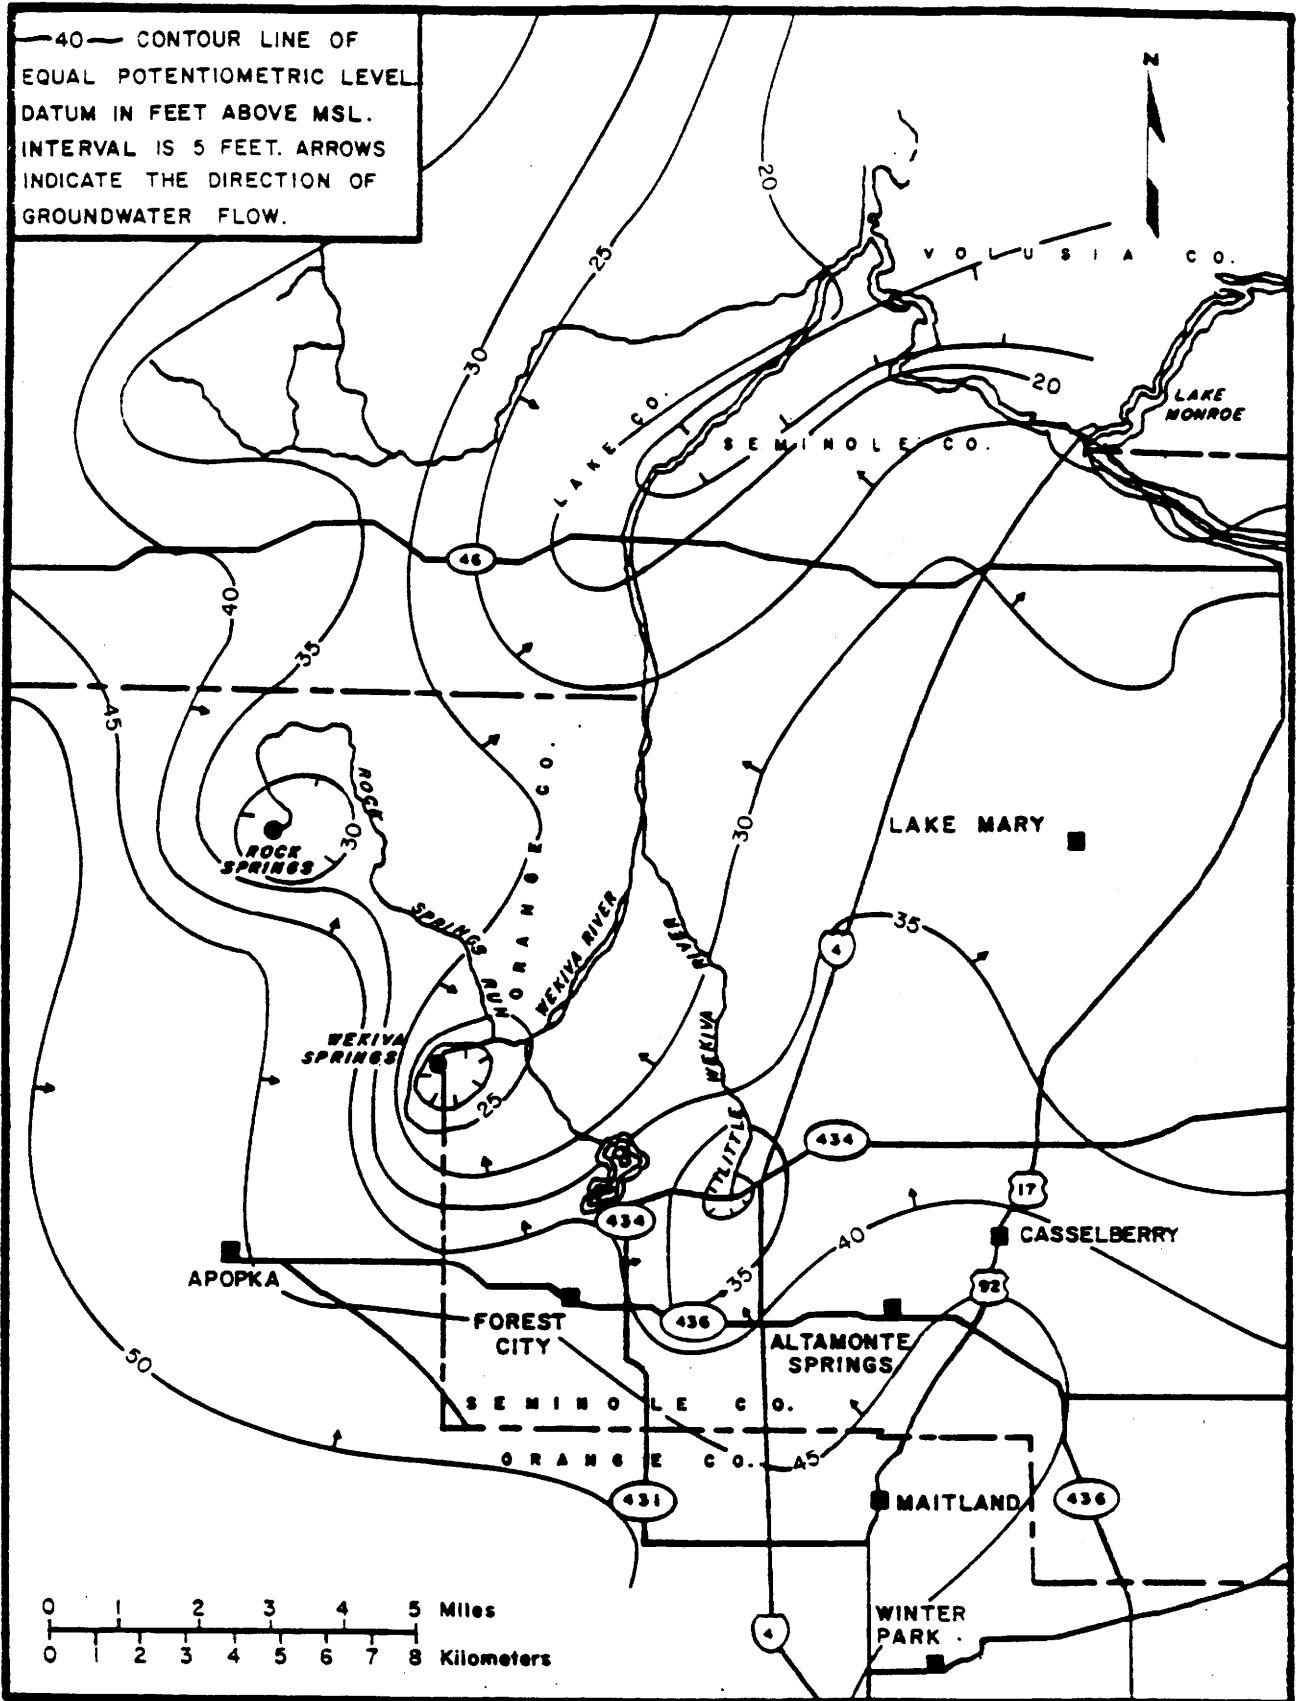 —40— CONTOUR LINE OF
EQUAL POTENTIOMETRIC LEVEL.
DATUM IN FEET ABOVE MSL.
INTERVAL IS 5 FEET. ARROWS
INDICATE THE DIRECTION OF
GROUNDWATER FLOW.
N
20
VOLUSIA CO.
25
30
20
LAKE
MONROE
LAKE CO.
SEMINOLE CO.
46
40
35
45
ROCK
ROCK
SPRINGS
30
ORANGE CO.
30
LAKE MARY
SPRINGS
RUN
WEKIVA RIVER
RIVER
4
35
WEKIVA
SPRINGS
WEKIVA
25
LITTLE
434
434
17
CASSELBERRY
40
APOPKA
35
92
FOREST
CITY
436
ALTAMONTE
SPRINGS
50
SEMINOLE CO.
ORANGE CO.
45
431
MAITLAND
436
0 1 2 3 4 5 Miles
0 1 2 3 4 5 6 7 8 Kilometers
4
WINTER
PARK